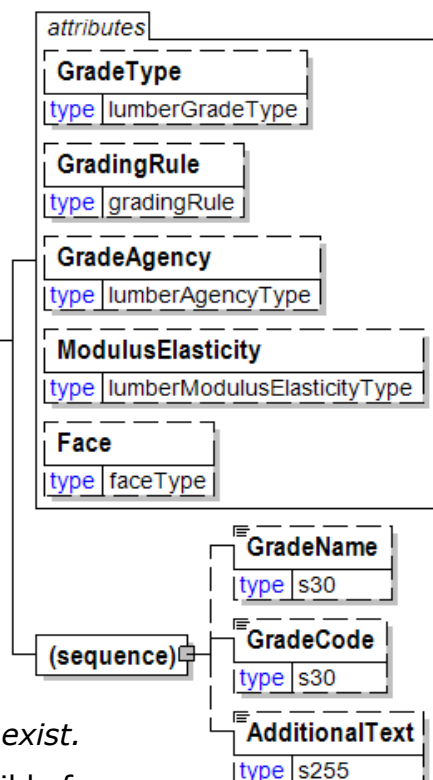 attributes
GradeType
type lumberGradeType
GradingRule
type gradingRule
GradeAgency
type lumberAgencyType
ModulusElasticity
type lumberModulusElasticityType
Face
type faceType
GradeName
type s30
(sequence)
GradeCode
type s30
exist.
AdditionalText
type s255